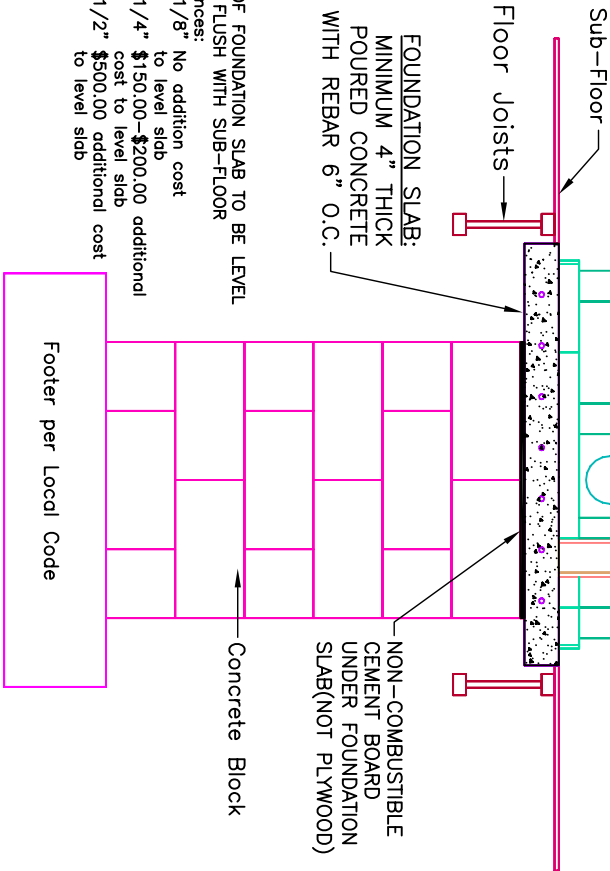 Sub-Floor
Floor Joists
FOUNDATION SLAB:
MINIMUM 4" THICK
POURED CONCRETE
WITH REBAR 6" O.C.
OF FOUNDATION SLAB TO BE LEVEL
FLUSH WITH SUB-FLOOR
nces:
1/8" No addition cost
to level slab
1/4" $150.00-$200.00 additional
cost to level slab
1/2" $500.00 additional cost
to level slab
NON-COMBUSTIBLE
CEMENT BOARD
UNDER FOUNDATION
SLAB(NOT PLYWOOD)
Concrete Block
Footer per Local Code